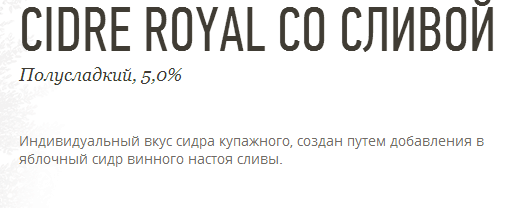 CIDRE ROYAL СО СЛИВОЙ
Полусладкий, 5,0%
Индивидуальный вкус сидра купажного, создан путем добавления в
яблочный сидр винного настоя сливы.